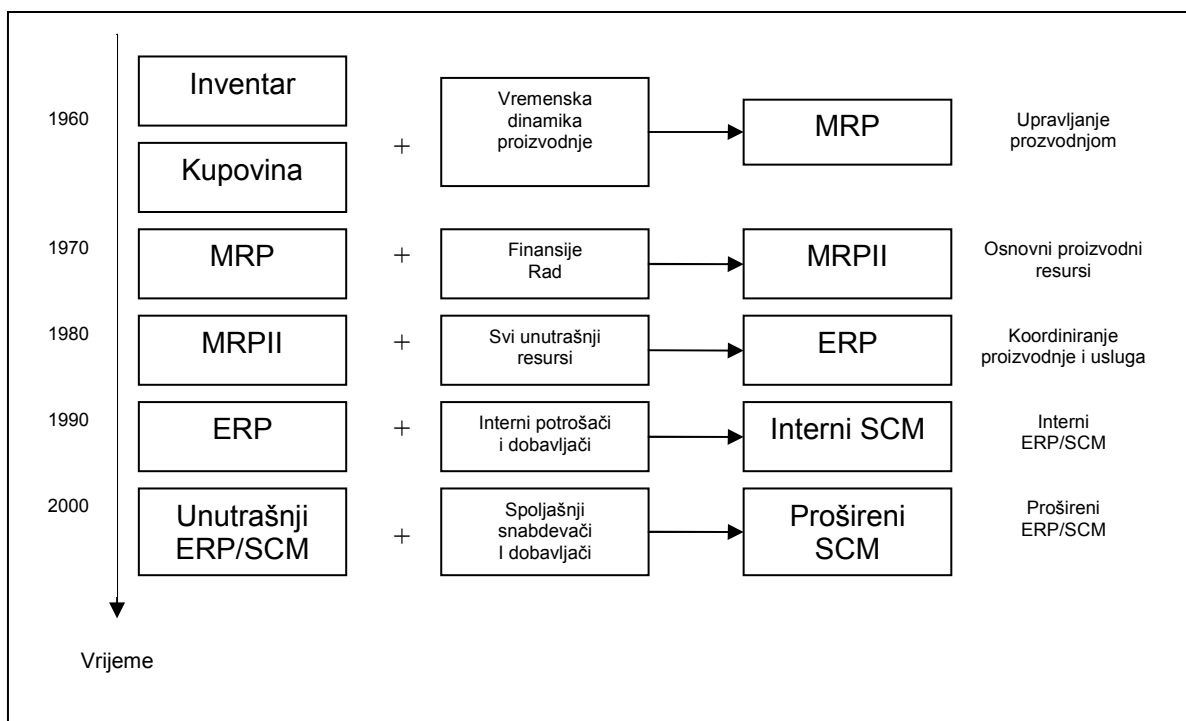 1960
Inventar
Kupovina
+
Vremenska
dinamika
proizvodnje
MRP
Upravljanje
prozvodnjom
1970
MRP
+
Finansije
Rad
MRPII
Osnovni proizvodni
resursi
1980
MRPII
+
Svi unutrašnji
resursi
ERP
Koordiniranje
proizvodnje i usluga
1990
ERP
+
Interni potrošači
i dobavljači
Interni SCM
Interni
ERP/SCM
2000
Unutrašnji
ERP/SCM
+
Spoljašnji
snabdevači
I dobavljači
Prošireni
SCM
Prošireni
ERP/SCM
Vrijeme